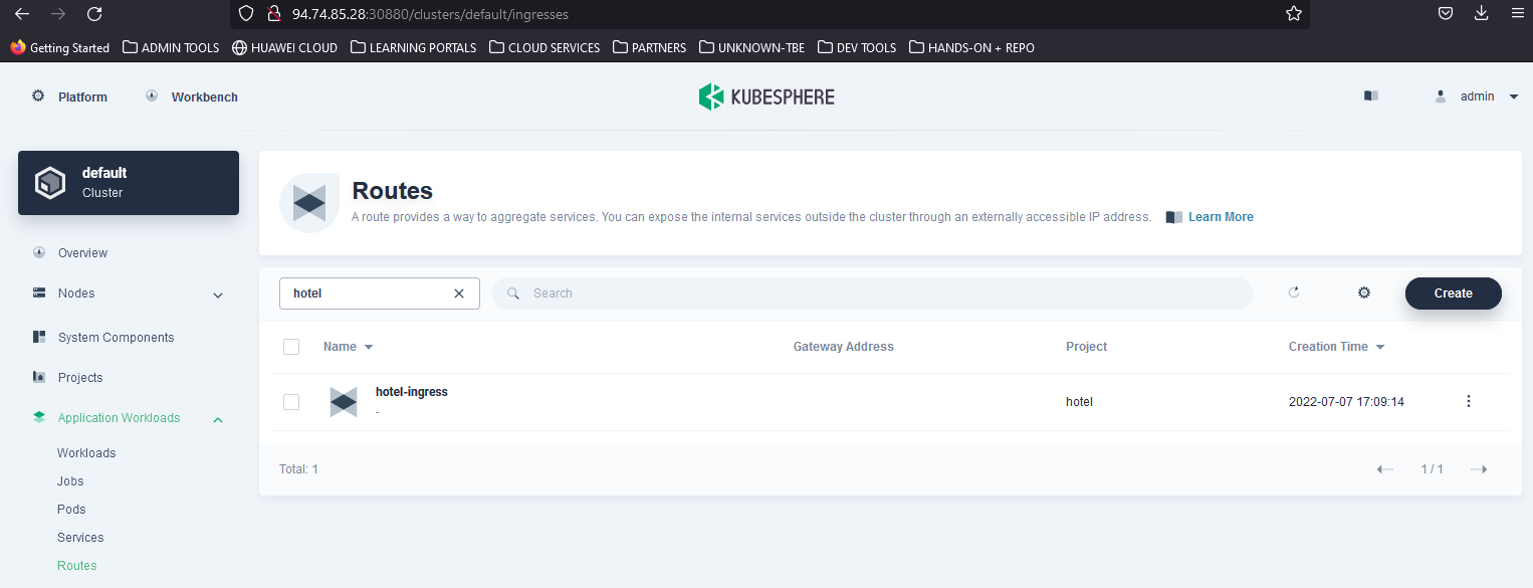 94.74.85.28:30880/clusters/default/ingresses
Getting Started ADMIN TOOLS HUAWEI CLOUD LEARNING PORTALS CLOUD SERVICES PARTNERS UNKNOWN-TBE DEV TOOLS HANDS-ON + REPO
Platform Workbench KUBESPHERE admin
default
Cluster
Overview
Nodes
System Components
Projects
Application Workloads
Workloads
Jobs
Pods
Services
Routes
Routes
A route provides a way to aggregate services. You can expose the internal services outside the cluster through an externally accessible IP address. Learn More
hotel Search Create
Name Gateway Address Project Creation Time
hotel-ingress
-
hotel 2022-07-07 17:09:14
Total: 1 1 / 1